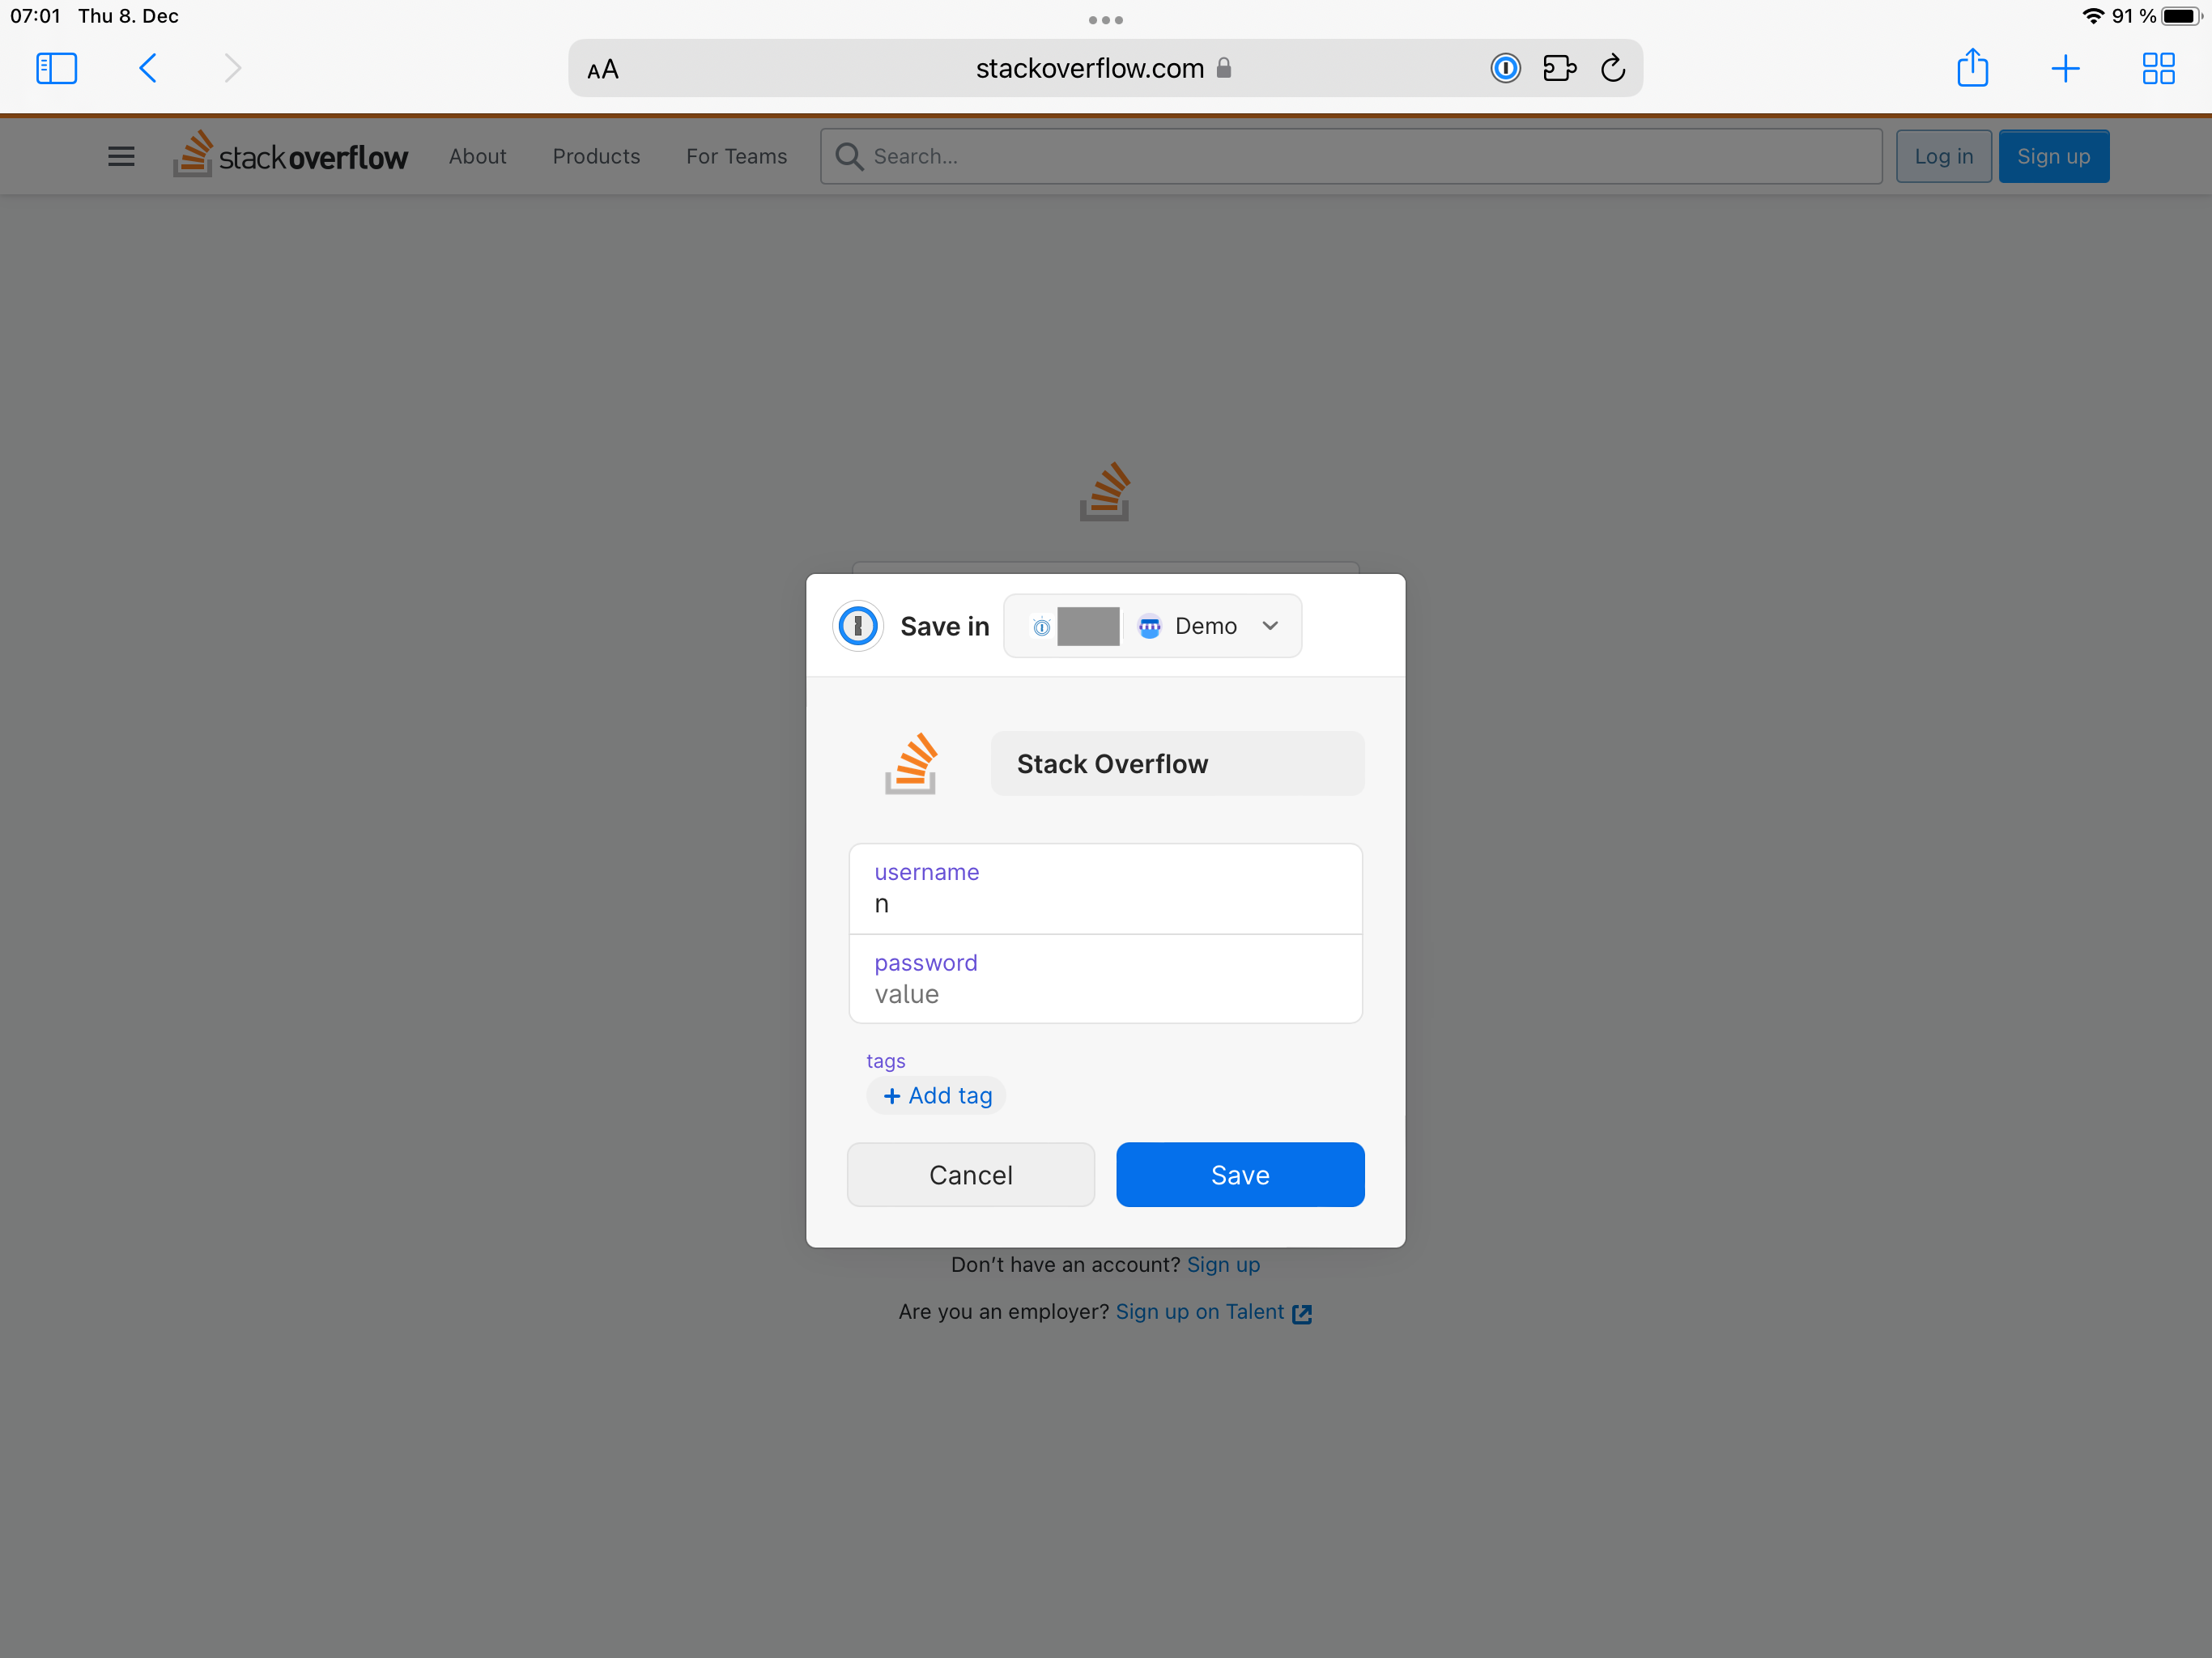 07:01 Thu 8. Dec
91 %
AA
stackoverflow.com
stackoverflow
About
Products
For Teams
Search...
Log in
Sign up
Save in
Demo
Stack Overflow
username
n
password
value
tags
+ Add tag
Cancel
Save
Don’t have an account? Sign up
Are you an employer? Sign up on Talent